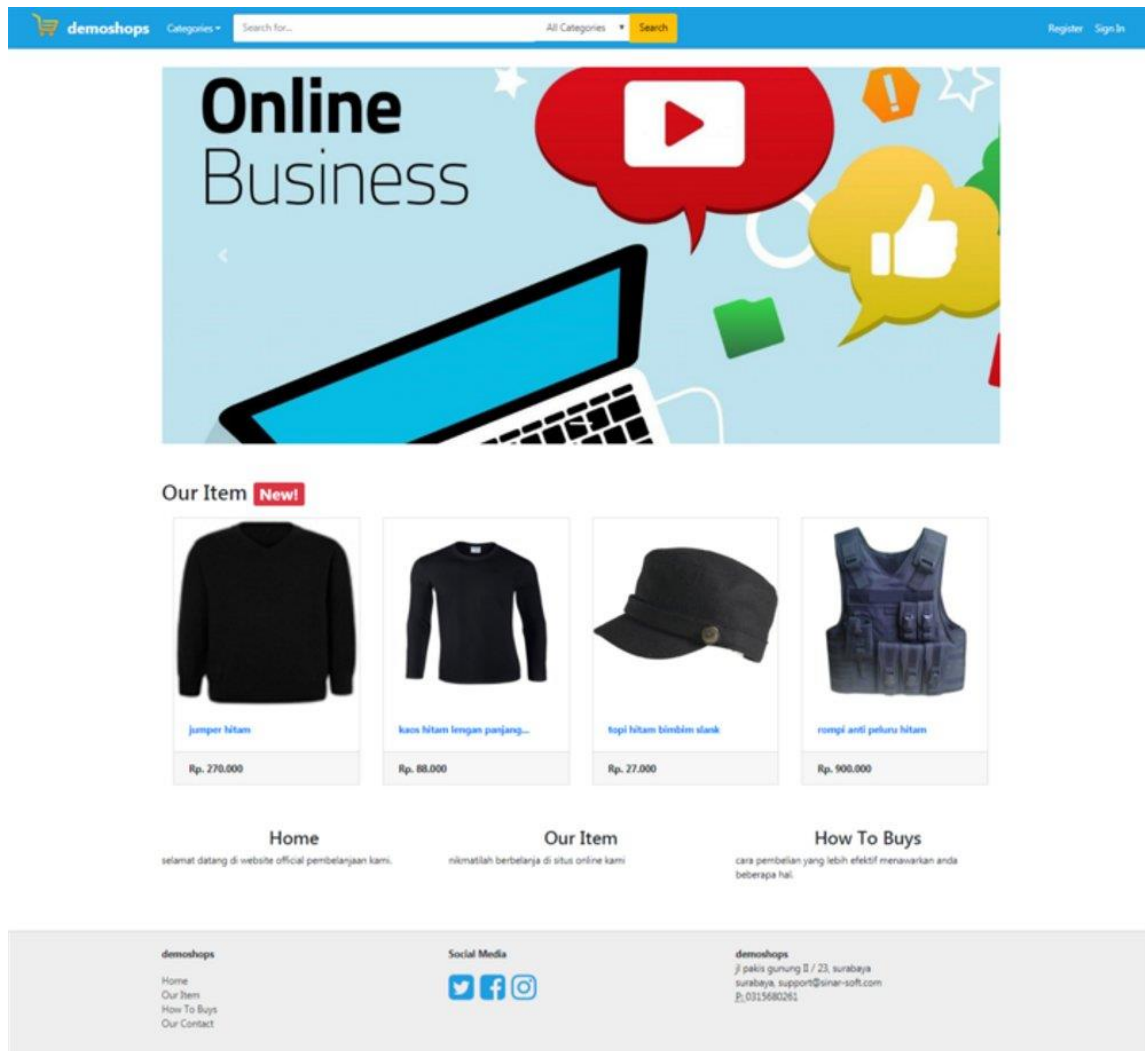 demoshops Categories Search for... All Categories Search Register Sign In
Online
Business
Our Item New!
jumper hitam
kaos hitam lengan panjang...
topi hitam bimbim slank
rompi anti peluru hitam
Rp. 270.000
Rp. 88.000
Rp. 27.000
Rp. 900.000
Home
selamat datang di website official pembelanjaan kami.
Our Item
nikmatilah berbelanja di situs online kami
How To Buys
cara pembelian yang lebih efektif menawarkan anda
beberapa hal.
demoshops
Home
Our Item
How To Buys
Our Contact
Social Media
demoshops
jl pakis gunung II / 23, surabaya
surabaya, support@sinar-soft.com
P: 0315680261